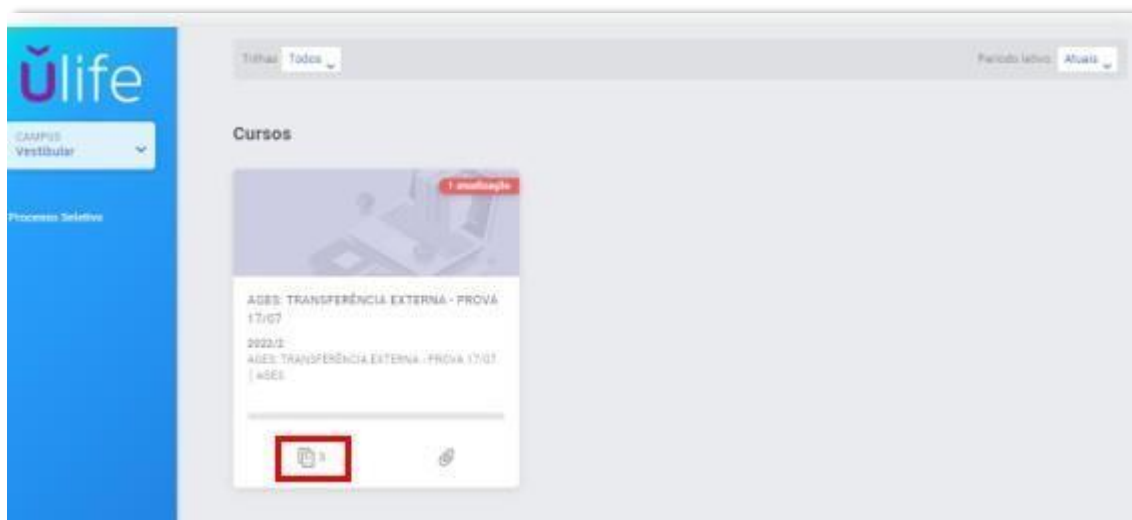 ŭlife
Trilhas Todos
Período letivo Atuais
CAMPUS
Vestibular
Cursos
1 atualização
Processo Seletivo
AGES: TRANSFERÊNCIA EXTERNA - PROVA
17/07
2022/2
AGES: TRANSFERÊNCIA EXTERNA - PROVA 17/07
| AGES